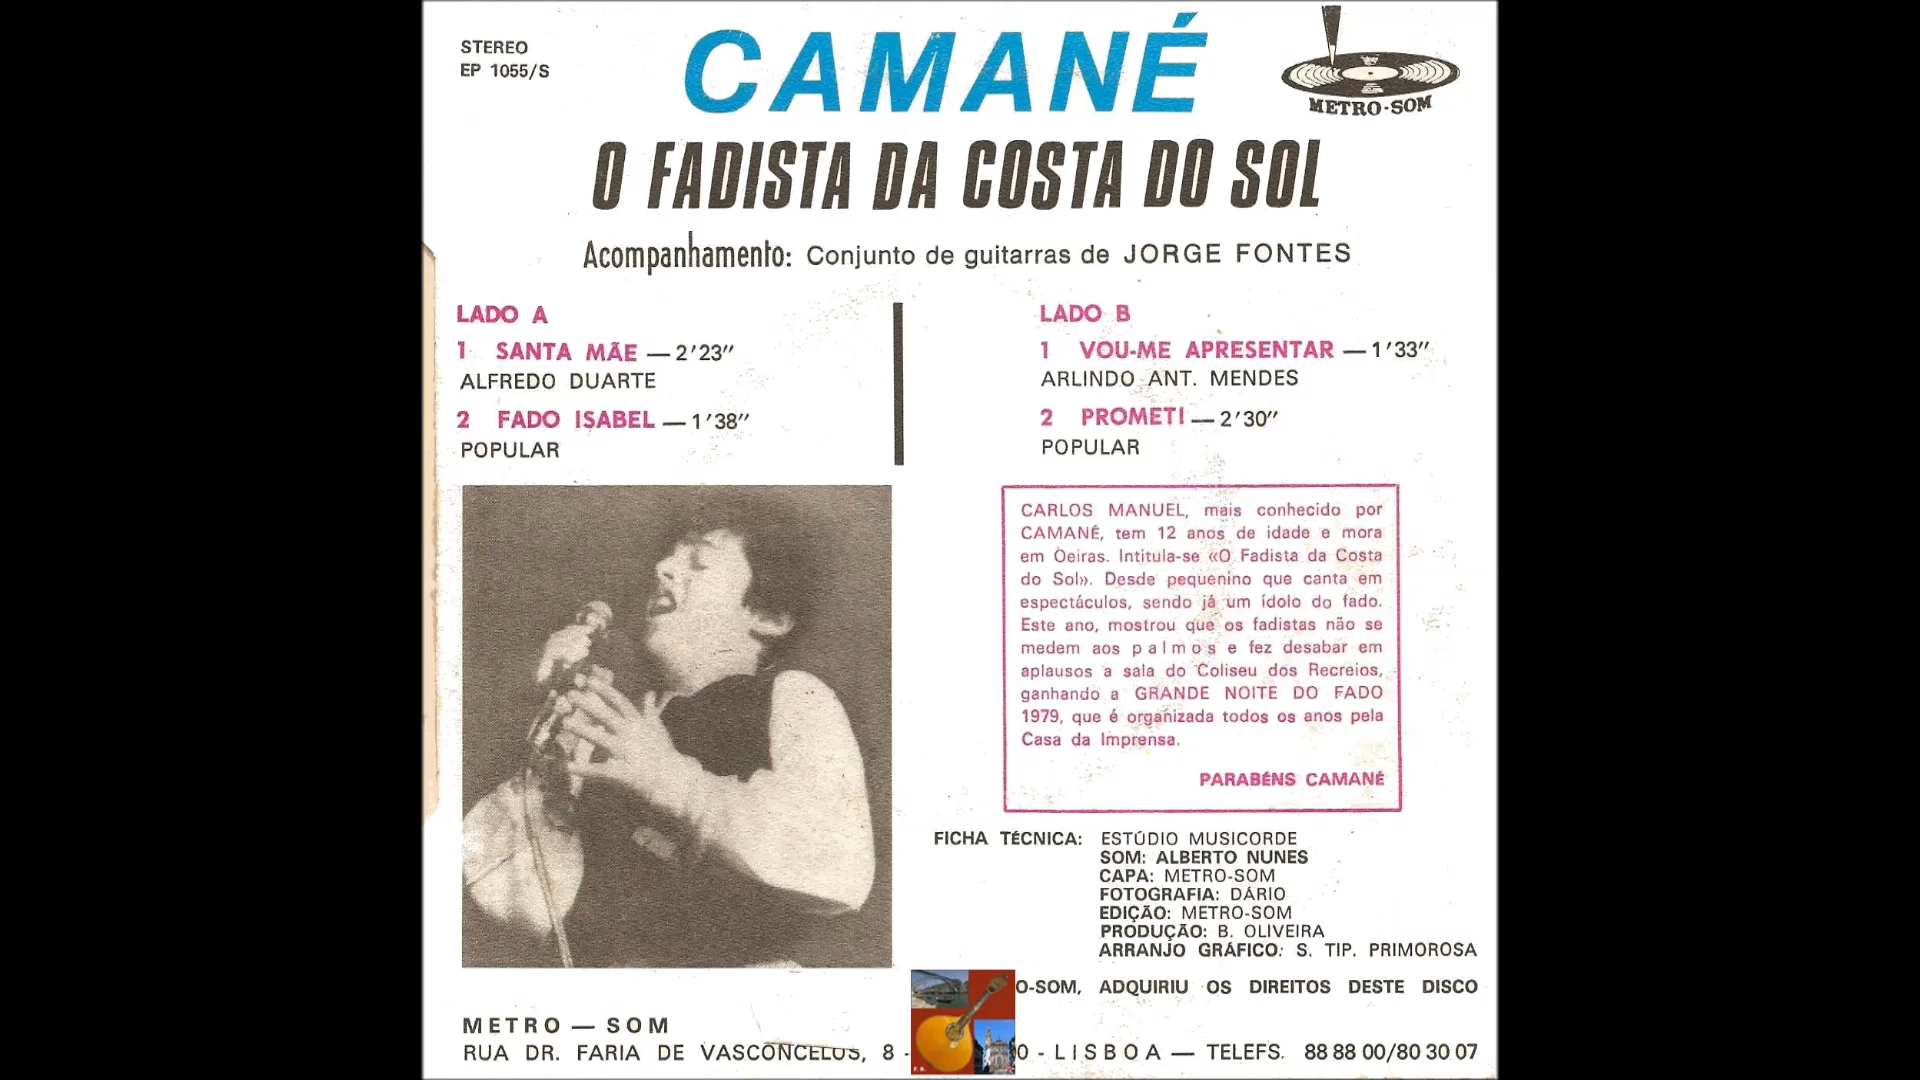 STEREO
EP 1055/S
CAMANÉ
METRO-SOM
O FADISTA DA COSTA DO SOL
Acompanhamento: Conjunto de guitarras de JORGE FONTES
LADO A
1 SANTA MÃE — 2'23"
ALFREDO DUARTE
2 FADO ISABEL — 1'38"
POPULAR
LADO B
1 VOU-ME APRESENTAR — 1'33"
ARLINDO ANT. MENDES
2 PROMETI — 2'30"
POPULAR
CARLOS MANUEL, mais conhecido por
CAMANÉ, tem 12 anos de idade e mora
em Oeiras. Intitula-se «O Fadista da Costa
do Sol». Desde pequenino que canta em
espectáculos, sendo já um ídolo do fado.
Este ano, mostrou que os fadistas não se
medem aos palmos e fez desabar em
aplausos a sala do Coliseu dos Recreios,
ganhando a GRANDE NOITE DO FADO
1979, que é organizada todos os anos pela
Casa da Imprensa.
PARABÉNS CAMANÉ
FICHA TÉCNICA: ESTÚDIO MUSICORDE
SOM: ALBERTO NUNES
CAPA: METRO-SOM
FOTOGRAFIA: DÁRIO
EDIÇÃO: METRO-SOM
PRODUÇÃO: B. OLIVEIRA
ARRANJO GRÁFICO: S. TIP. PRIMOROSA
O-SOM, ADQUIRIU OS DIREITOS DESTE DISCO
METRO — SOM
RUA DR. FARIA DE VASCONCELOS, 8 - 0 - LISBOA — TELEFS. 88 88 00/80 30 07